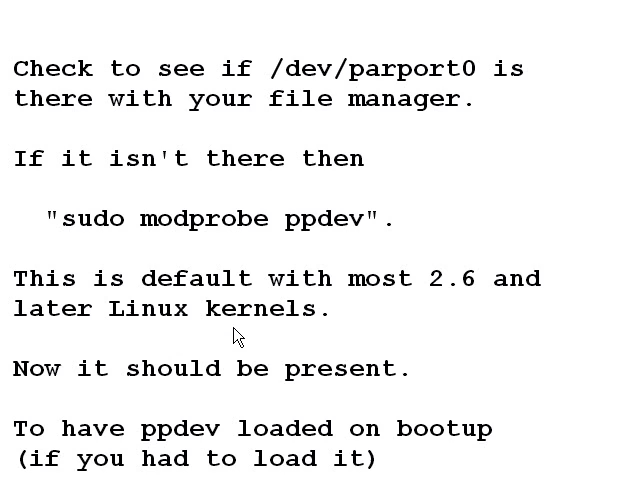 Check to see if /dev/parport0 is
there with your file manager.
If it isn't there then
"sudo modprobe ppdev".
This is default with most 2.6 and
later Linux kernels.
Now it should be present.
To have ppdev loaded on bootup
(if you had to load it)